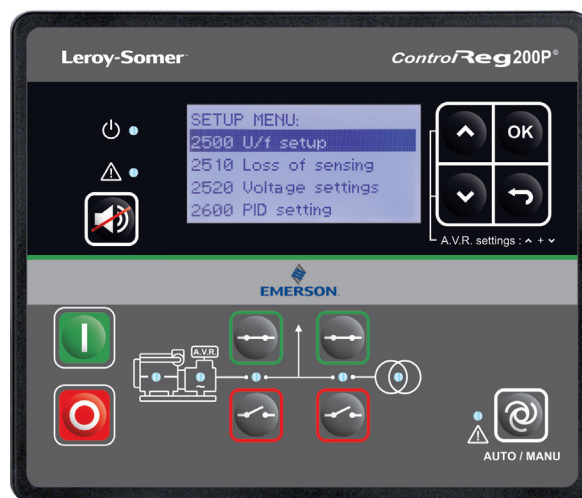 Leroy-Somer
ControlReg200P®
SETUP MENU:
2500 U/f setup
2510 Loss of sensing
2520 Voltage settings
2600 PID setting
OK
A.V.R. settings : ^ + v
EMERSON.
A.V.R.
AUTO / MANU